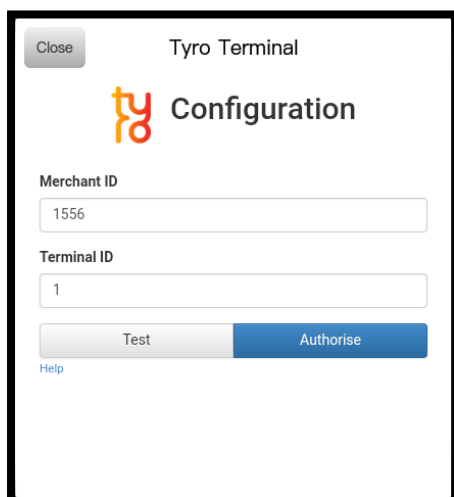 Close
Tyro Terminal
tyro
Configuration
Merchant ID
1556
Terminal ID
1
Test
Authorise
Help